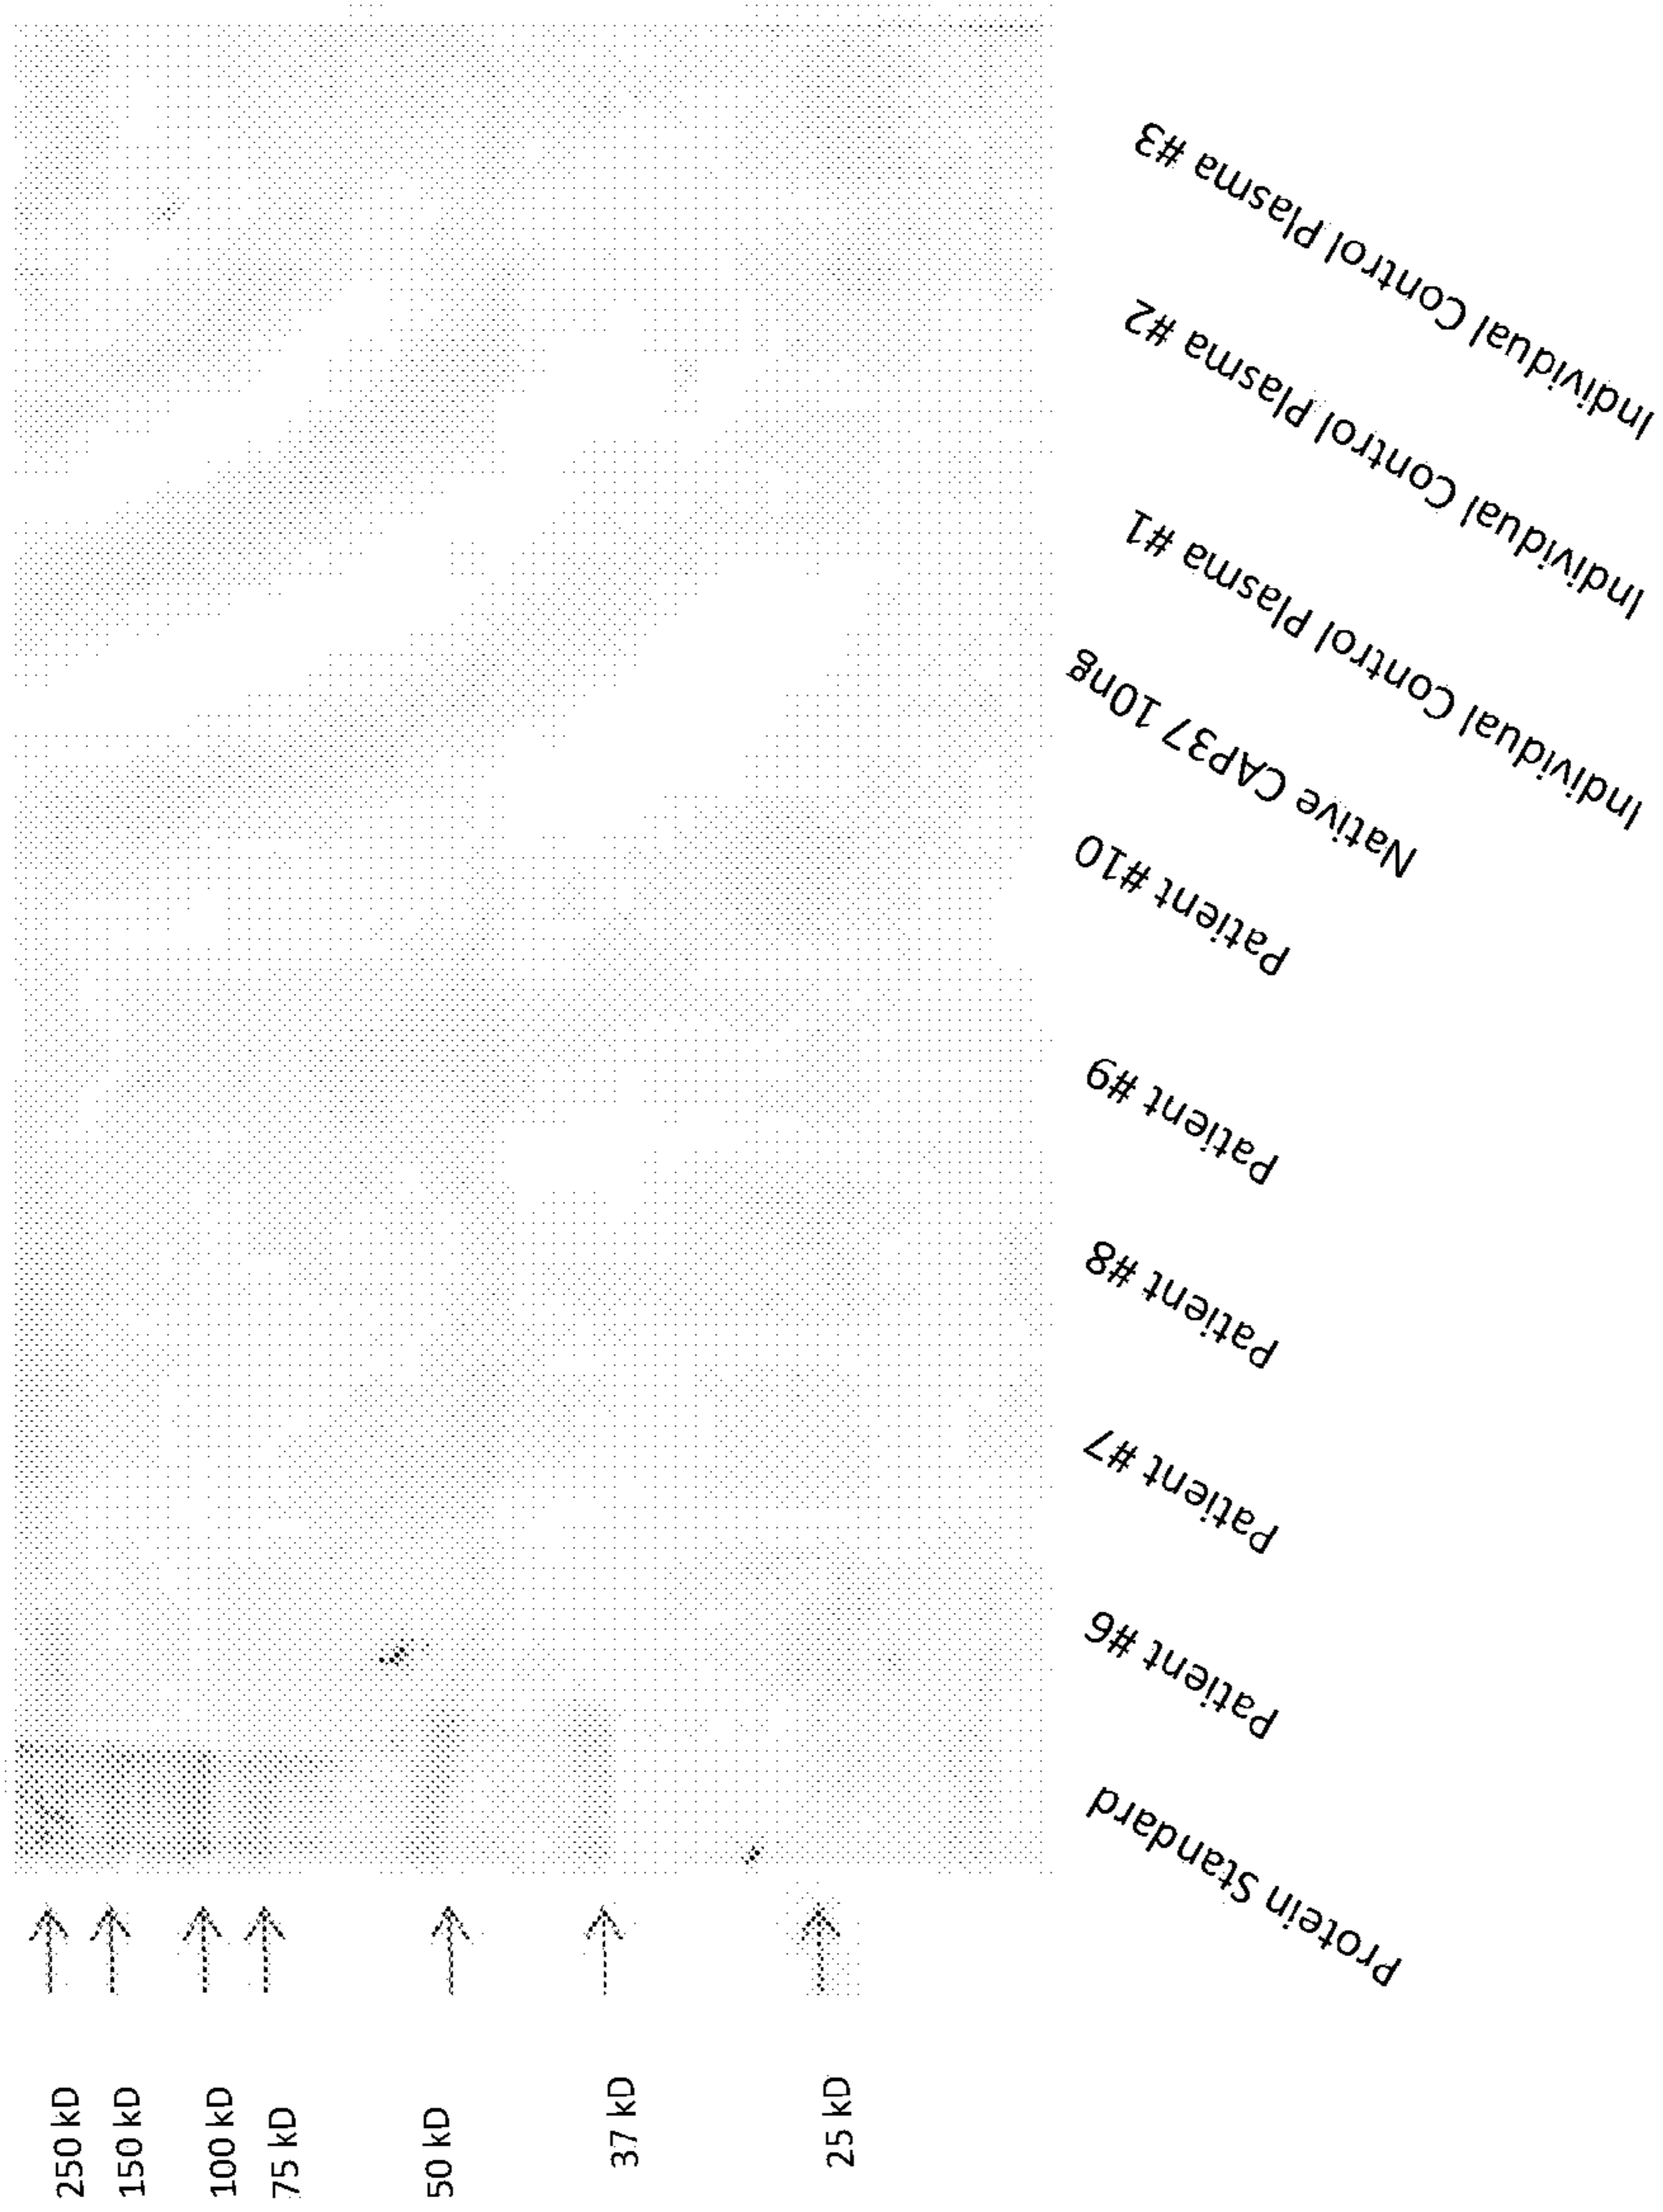 250 kD
150 kD
100 kD
75 kD
50 kD
37 kD
25 kD
Protein Standard
Patient #6
Patient #7
Patient #8
Patient #9
Patient #10
Native CAP37 10ng
Individual Control Plasma #1
Individual Control Plasma #2
Individual Control Plasma #3